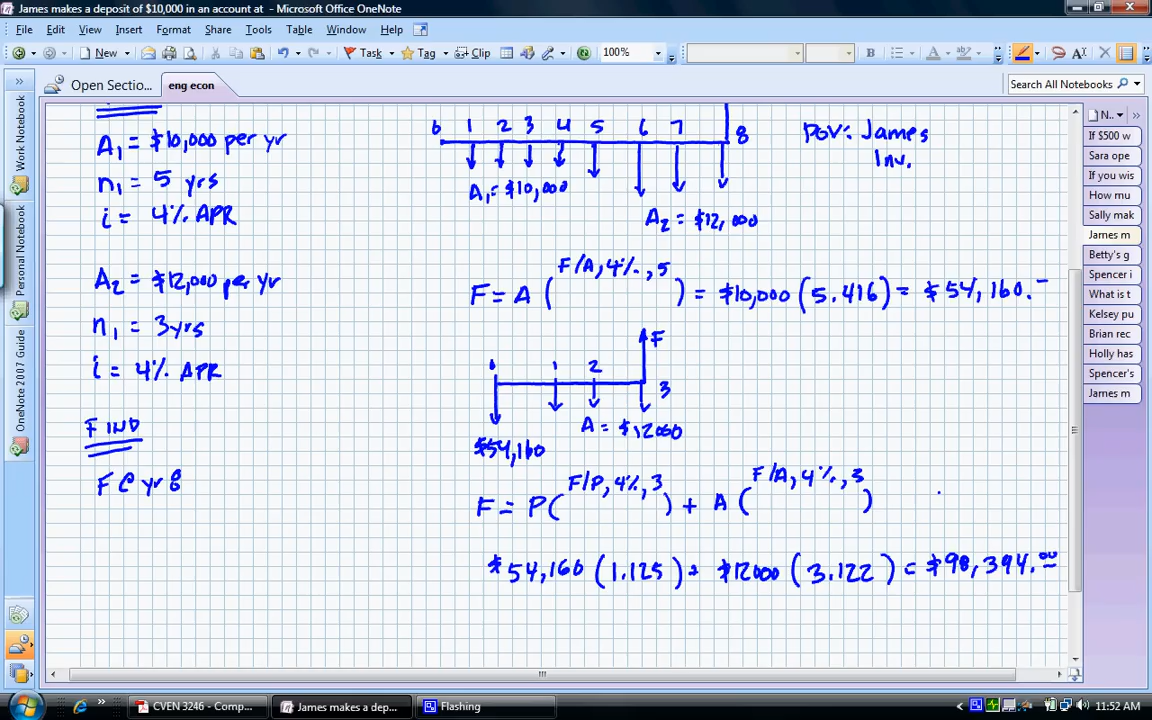 James makes a deposit of $10,000 in an account at - Microsoft Office OneNote
File Edit View Insert Format Share Tools Table Window Help
New Task Tag Clip 100% B A A
Open Sectio... eng econ Search All Notebooks
Work Notebook
Personal Notebook
OneNote 2007 Guide
A1 = $10,000 per yr
n1 = 5 yrs
i = 4% APR
A2 = $12,000 per yr
n1 = 3yrs
i = 4% APR
FIND
F @ yr 8
0 1 2 3 4 5 6 7 8
A1 = $10,000
A2 = $12,000
POV: James
Inv.
F = A (F/A, 4%, 5) = $10,000 (5.416) = $54,160.-
F
0 1 2 3
$54,160
A = $12000
F = P (F/P, 4%, 3) + A (F/A, 4%, 3)
$54,160 (1.125) + $12000 (3.122) = $98,394.00
N...
If $500 w
Sara ope
If you wis
How mu
Sally mak
James m
Betty's g
Spencer i
What is t
Kelsey pu
Brian rec
Holly has
Spencer's
James m
CVEN 3246 - Comp... James makes a dep... Flashing 11:52 AM